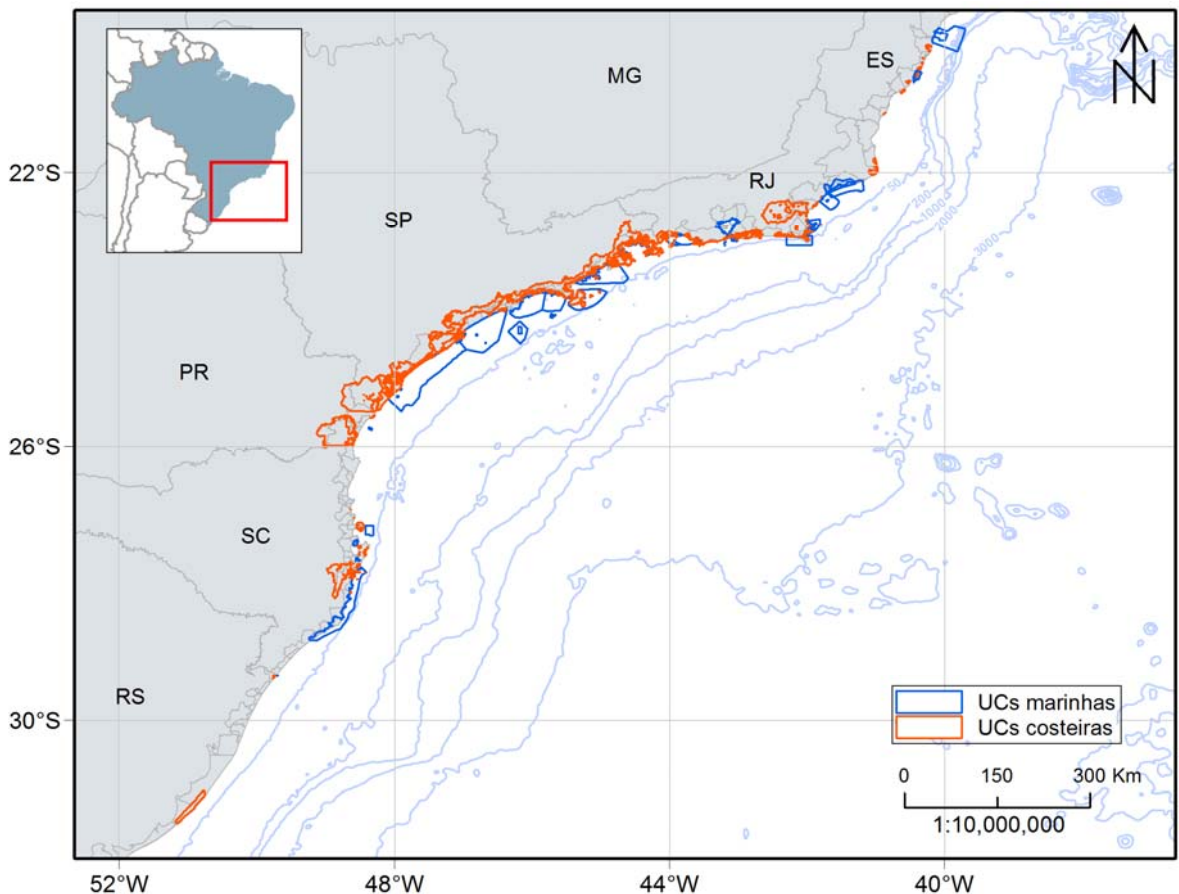 MG
ES
N
22°S
RJ
50
200
1000
2000
3000
SP
PR
26°S
SC
RS
30°S
UCs marinhas
UCs costeiras
0 150 300 Km
1:10,000,000
52°W 48°W 44°W 40°W